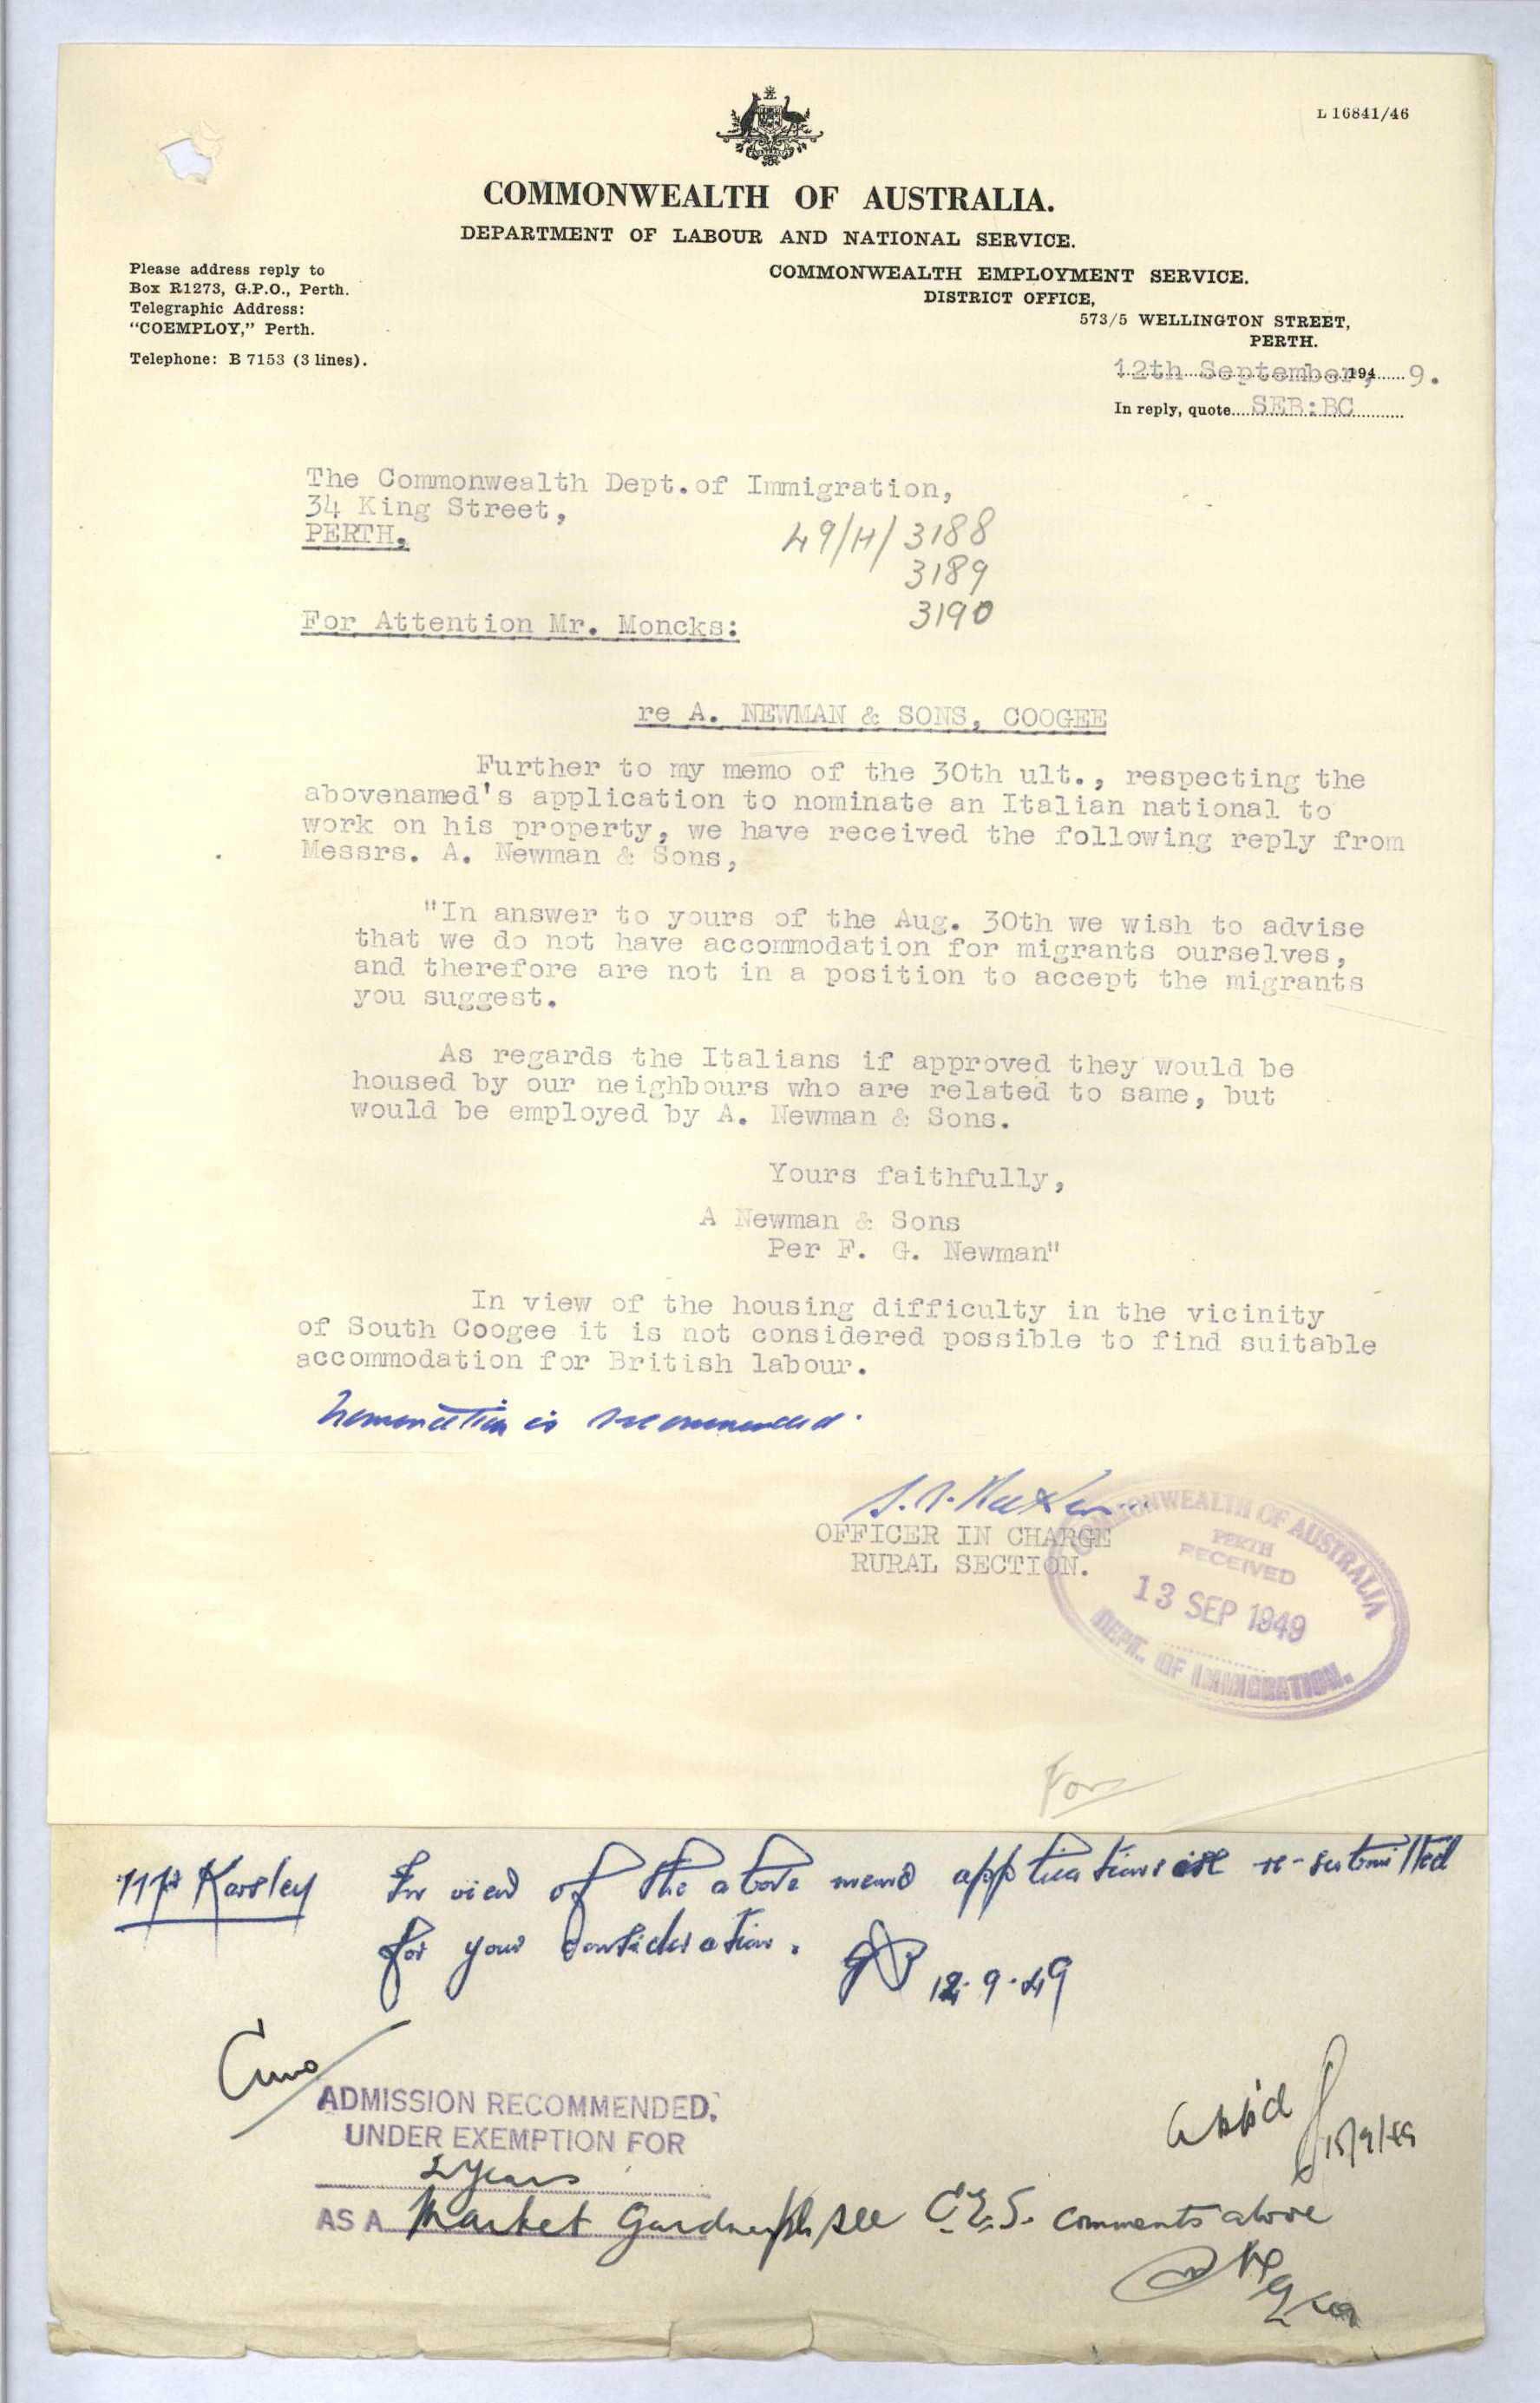 L 16841/46
COMMONWEALTH OF AUSTRALIA.
DEPARTMENT OF LABOUR AND NATIONAL SERVICE.
Please address reply to
Box R1273, G.P.O., Perth.
Telegraphic Address:
"COEMPLOY," Perth.
Telephone: B 7153 (3 lines).
COMMONWEALTH EMPLOYMENT SERVICE.
DISTRICT OFFICE,
573/5 WELLINGTON STREET,
PERTH.
12th September, 194 9.
In reply, quote SEB:BC
The Commonwealth Dept.of Immigration,
34 King Street,
PERTH.
49/H/3188
3189
3190
For Attention Mr. Moncks:
re A. NEWMAN & SONS, COOGEE
Further to my memo of the 30th ult., respecting the
abovenamed's application to nominate an Italian national to
work on his property, we have received the following reply from
Messrs. A. Newman & Sons,
"In answer to yours of the Aug. 30th we wish to advise
that we do not have accommodation for migrants ourselves,
and therefore are not in a position to accept the migrants
you suggest.
As regards the Italians if approved they would be
housed by our neighbours who are related to same, but
would be employed by A. Newman & Sons.
Yours faithfully,
A Newman & Sons
Per F. G. Newman"
In view of the housing difficulty in the vicinity
of South Coogee it is not considered possible to find suitable
accommodation for British labour.
Nomination is recommended.
OFFICER IN CHARGE
RURAL SECTION.
COMMONWEALTH OF AUSTRALIA
PERTH
RECEIVED
13 SEP 1949
DEPT. OF IMMIGRATION.
For
Mr Karsley In view of the above memo applications are re-submitted
for your consideration. 12.9.49
ADMISSION RECOMMENDED.
UNDER EXEMPTION FOR
2 years
AS A Market Gardner see C.E.S. comments above
15/9/49